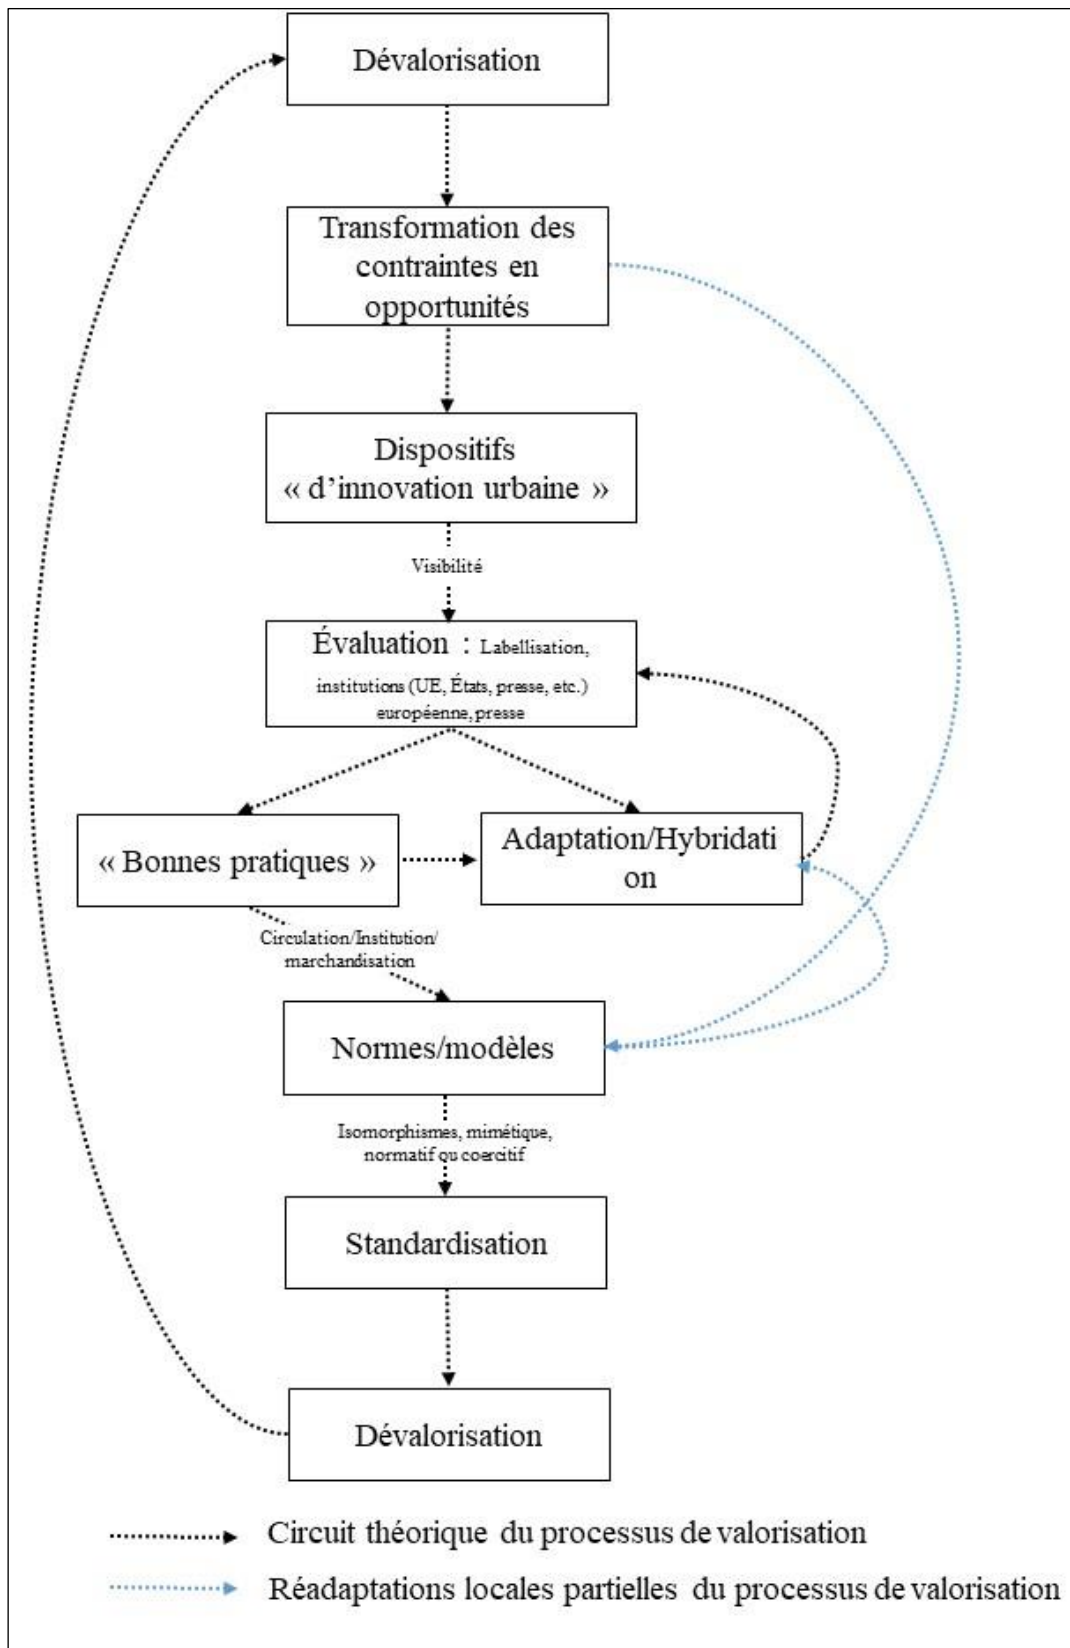 Dévalorisation
Transformation des
contraintes en
opportunités
Dispositifs
« d’innovation urbaine »
Visibilité
Évaluation : Labellisation,
institutions (UE, États, presse, etc.)
européenne, presse
« Bonnes pratiques »
Adaptation/Hybridati
on
Circulation/Institution/
marchandisation
Normes/modèles
Isomorphismes, mimétique,
normatif ou coercitif
Standardisation
Dévalorisation
Circuit théorique du processus de valorisation
Réadaptations locales partielles du processus de valorisation